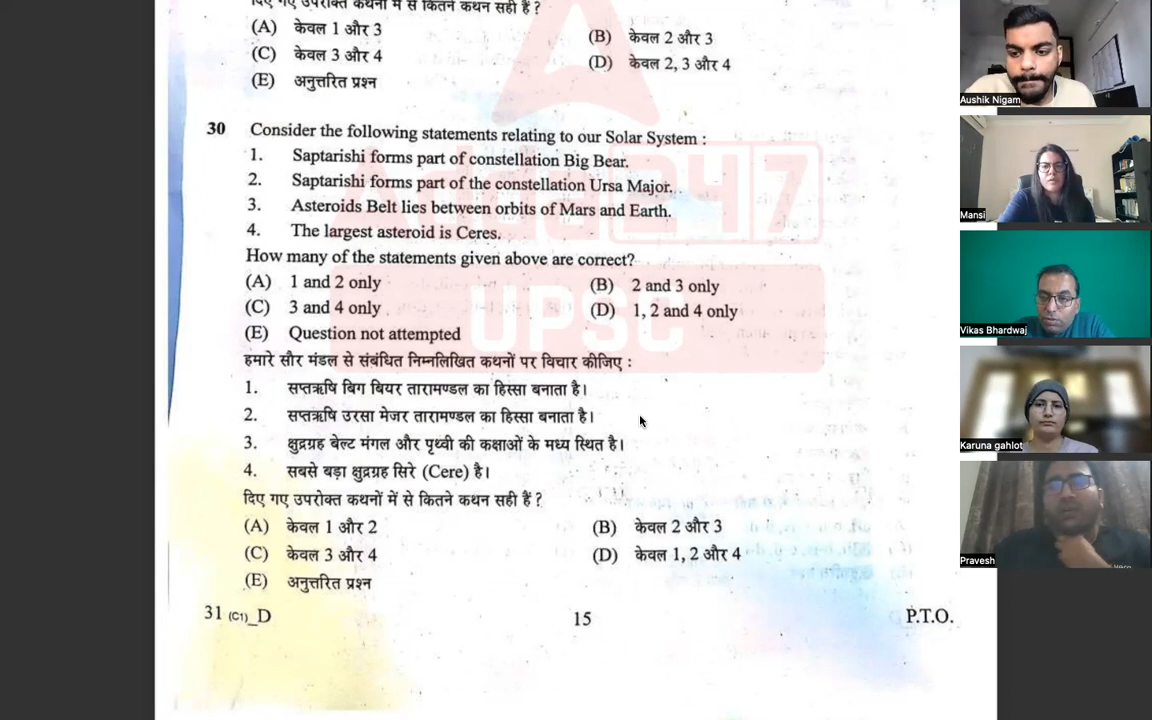 दिए गए उपरोक्त कथनों में से कितने कथन सही हैं ?
(A) केवल 1 और 3
(B) केवल 2 और 3
(C) केवल 3 और 4
(D) केवल 2, 3 और 4
(E) अनुत्तरित प्रश्न
30 Consider the following statements relating to our Solar System :
1. Saptarishi forms part of constellation Big Bear.
2. Saptarishi forms part of the constellation Ursa Major.
3. Asteroids Belt lies between orbits of Mars and Earth.
4. The largest asteroid is Ceres.
How many of the statements given above are correct?
(A) 1 and 2 only
(B) 2 and 3 only
(C) 3 and 4 only
(D) 1, 2 and 4 only
(E) Question not attempted
हमारे सौर मंडल से संबंधित निम्नलिखित कथनों पर विचार कीजिए :
1. सप्तऋषि बिग बियर तारामण्डल का हिस्सा बनाता है।
2. सप्तऋषि उरसा मेजर तारामण्डल का हिस्सा बनाता है।
3. क्षुद्रग्रह बेल्ट मंगल और पृथ्वी की कक्षाओं के मध्य स्थित है।
4. सबसे बड़ा क्षुद्रग्रह सिरे (Cere) है।
दिए गए उपरोक्त कथनों में से कितने कथन सही हैं ?
(A) केवल 1 और 2
(B) केवल 2 और 3
(C) केवल 3 और 4
(D) केवल 1, 2 और 4
(E) अनुत्तरित प्रश्न
31 (C1)_D
15
P.T.O.
Adda247
UPSC
Aushik Nigam
Mansi
Vikas Bhardwaj
Karuna gahlot
Pravesh